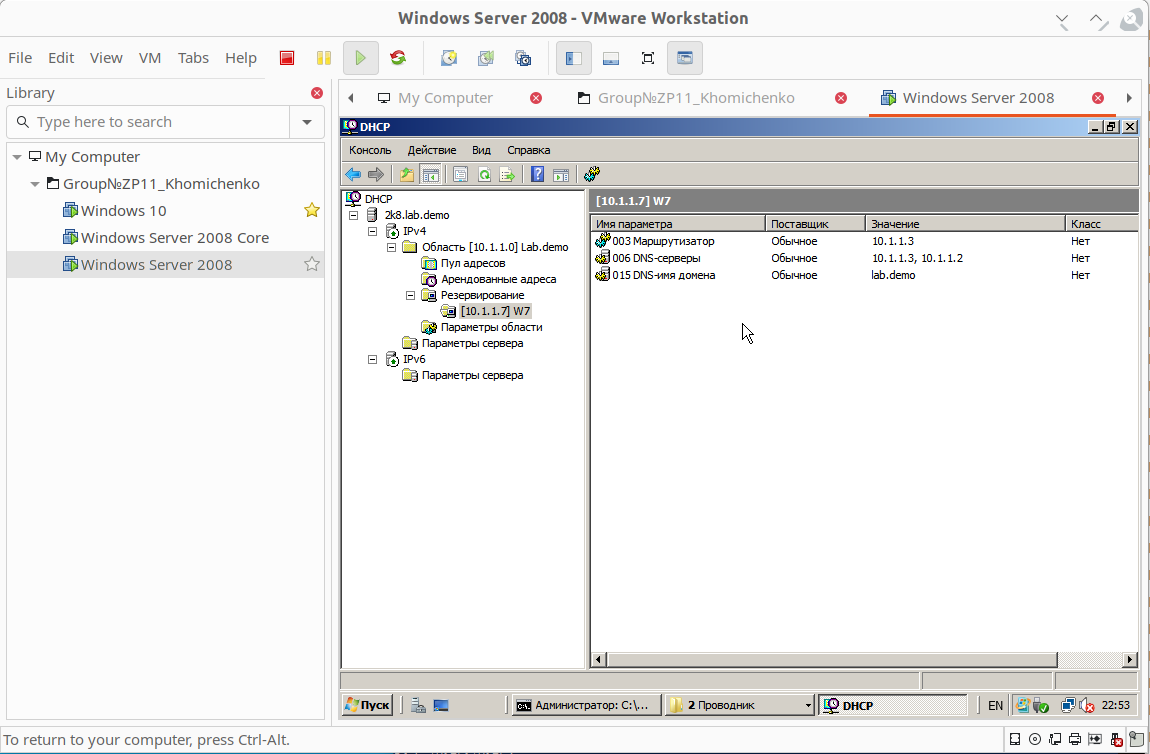 Windows Server 2008 - VMware Workstation
File Edit View VM Tabs Help
Library
Type here to search
My Computer
Group№ZP11_Khomichenko
Windows 10
Windows Server 2008 Core
Windows Server 2008
My Computer Group№ZP11_Khomichenko Windows Server 2008
DHCP
Консоль Действие Вид Справка
DHCP
2k8.lab.demo
IPv4
Область [10.1.1.0] Lab.demo
Пул адресов
Арендованные адреса
Резервирование
[10.1.1.7] W7
Параметры области
Параметры сервера
IPv6
Параметры сервера
[10.1.1.7] W7
Имя параметра Поставщик Значение Класс
003 Маршрутизатор Обычное 10.1.1.3 Нет
006 DNS-серверы Обычное 10.1.1.3, 10.1.1.2 Нет
015 DNS-имя домена Обычное lab.demo Нет
Пуск Администратор: C:\... 2 Проводник DHCP EN 22:53
To return to your computer, press Ctrl-Alt.